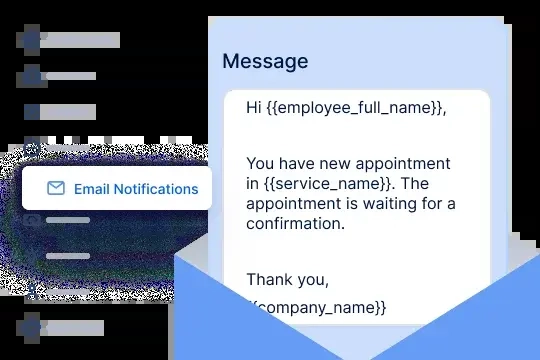 Message
Hi {{employee_full_name}},
You have new appointment
in {{service_name}}. The
appointment is waiting for a
confirmation.
Email Notifications
Thank you,
{{company_name}}